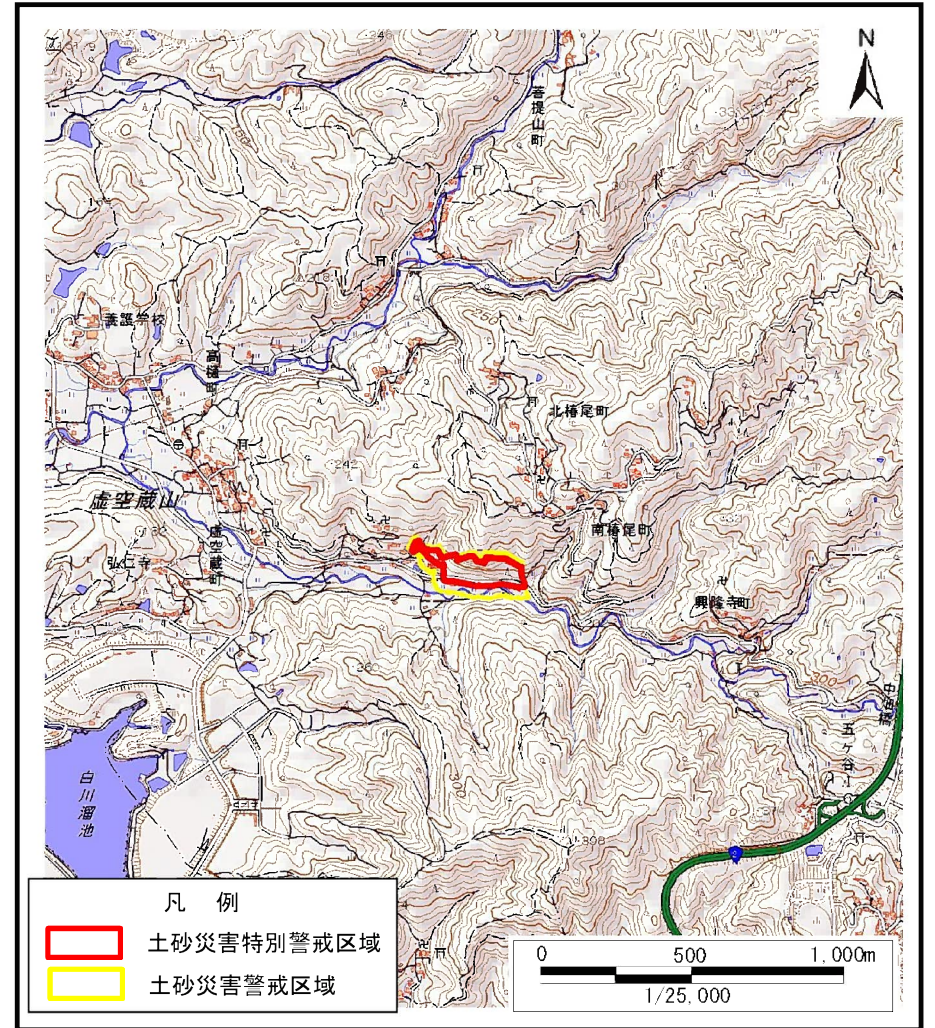 N
菩提山町
養護学校
高樋町
北椿尾町
虚空蔵山
虚空蔵町
南椿尾町
弘仁寺
興隆寺町
中畑橋
五ヶ谷
白川溜池
300
凡 例
土砂災害特別警戒区域
土砂災害警戒区域
0 500 1,000m
1/25,000